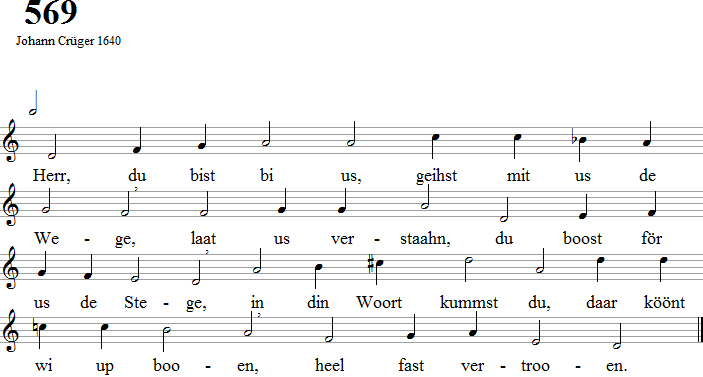 569
Johann Crüger 1640
Herr, du bist bi us, geihst mit us de
We - ge, laat us ver - staahn, du boost för
us de Ste - ge, in din Woort kummst du, daar köönt
wi up boo - en, heel fast ver - troo - en.